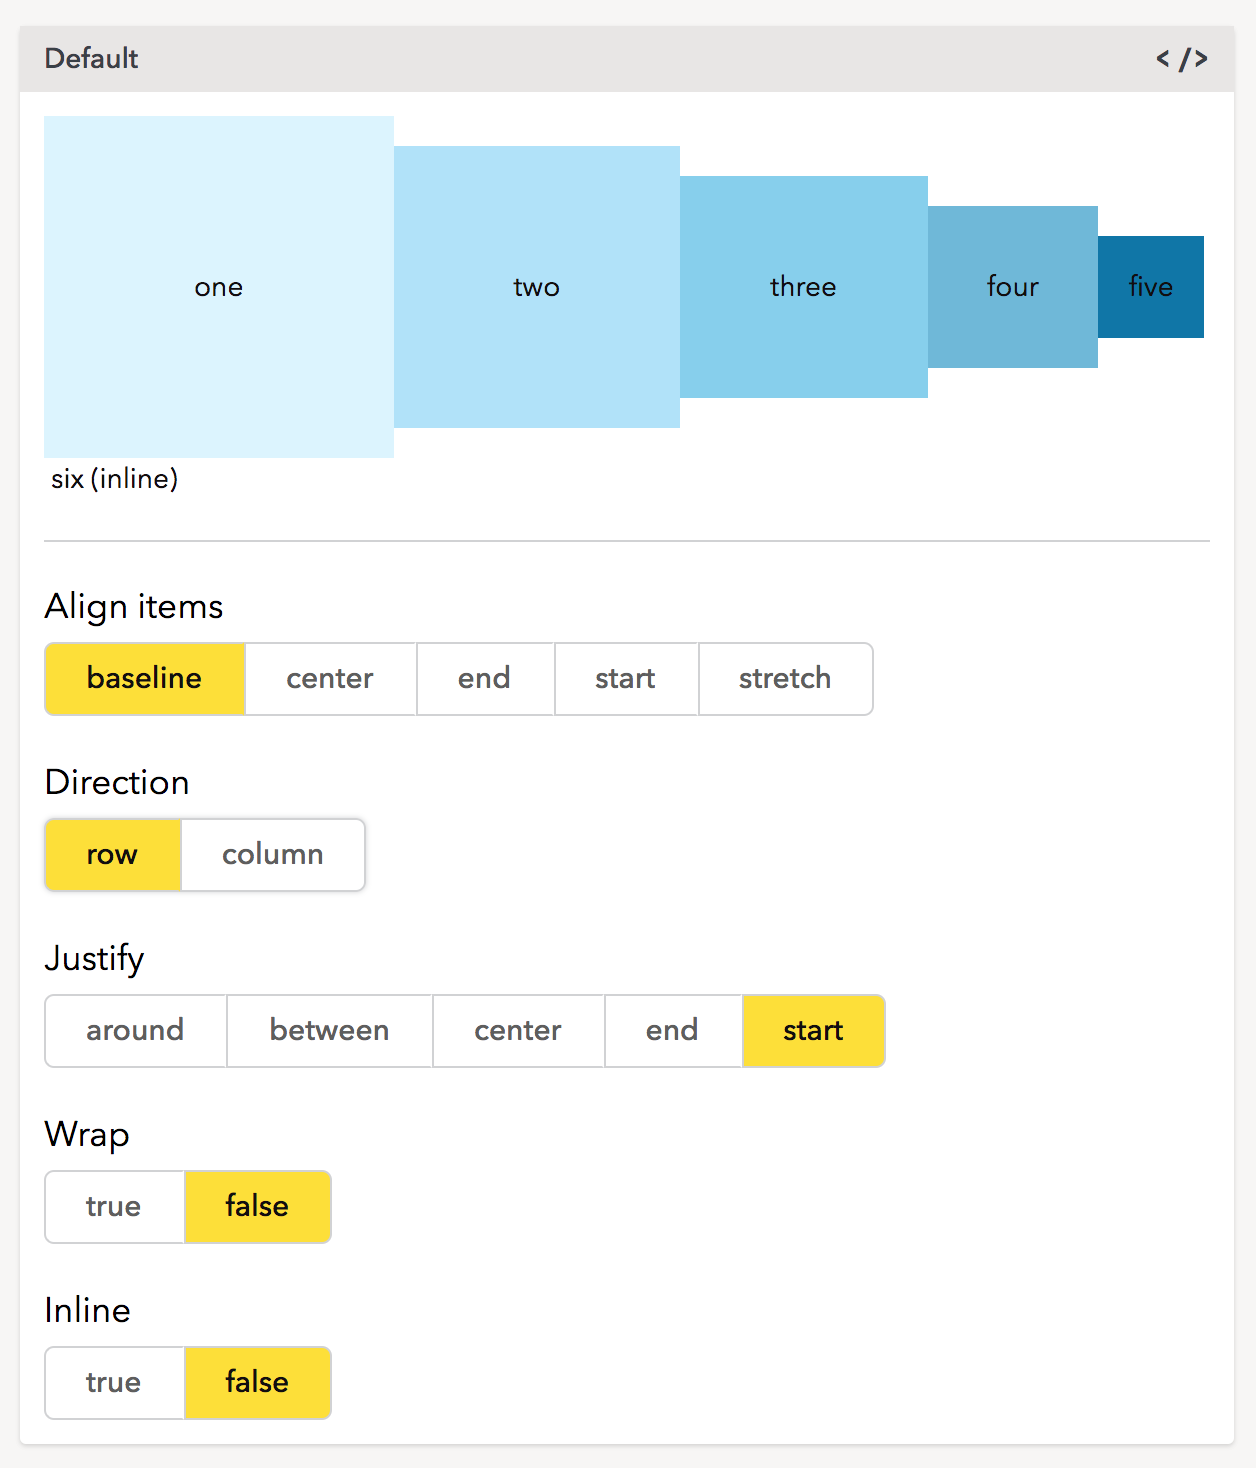 Default </>
one two three four five
six (inline)
Align items
baseline center end start stretch
Direction
row column
Justify
around between center end start
Wrap
true false
Inline
true false